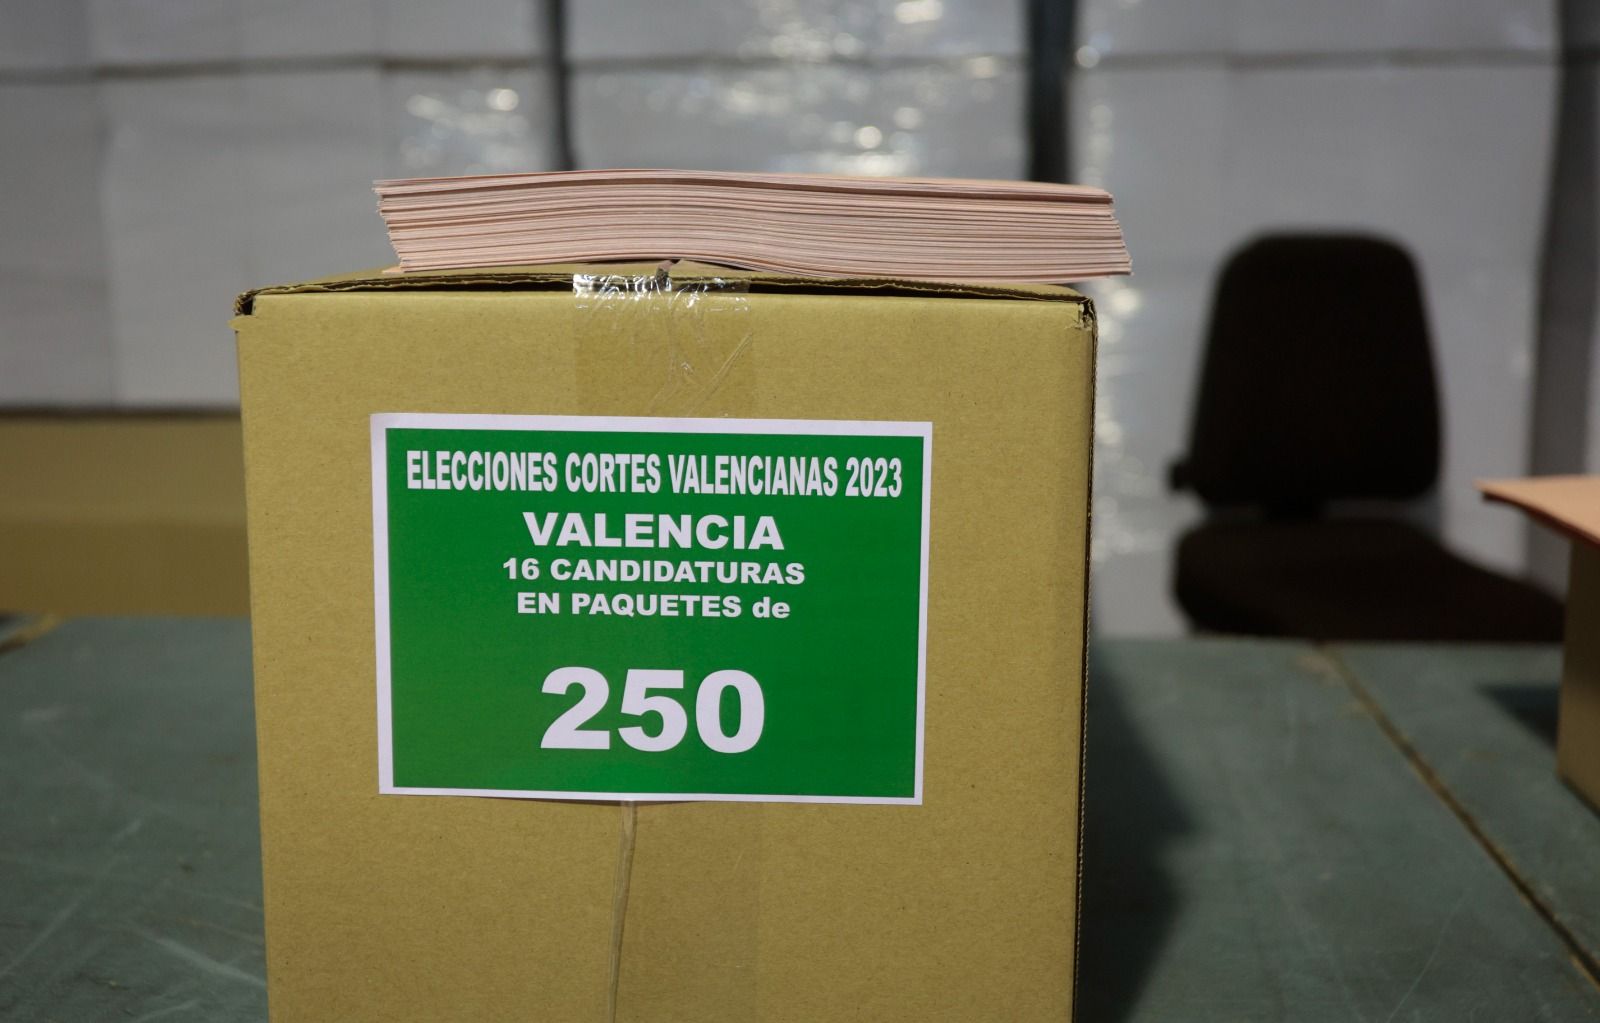 ELECCIONES CORTES VALENCIANAS 2023
VALENCIA
16 CANDIDATURAS
EN PAQUETES de
250